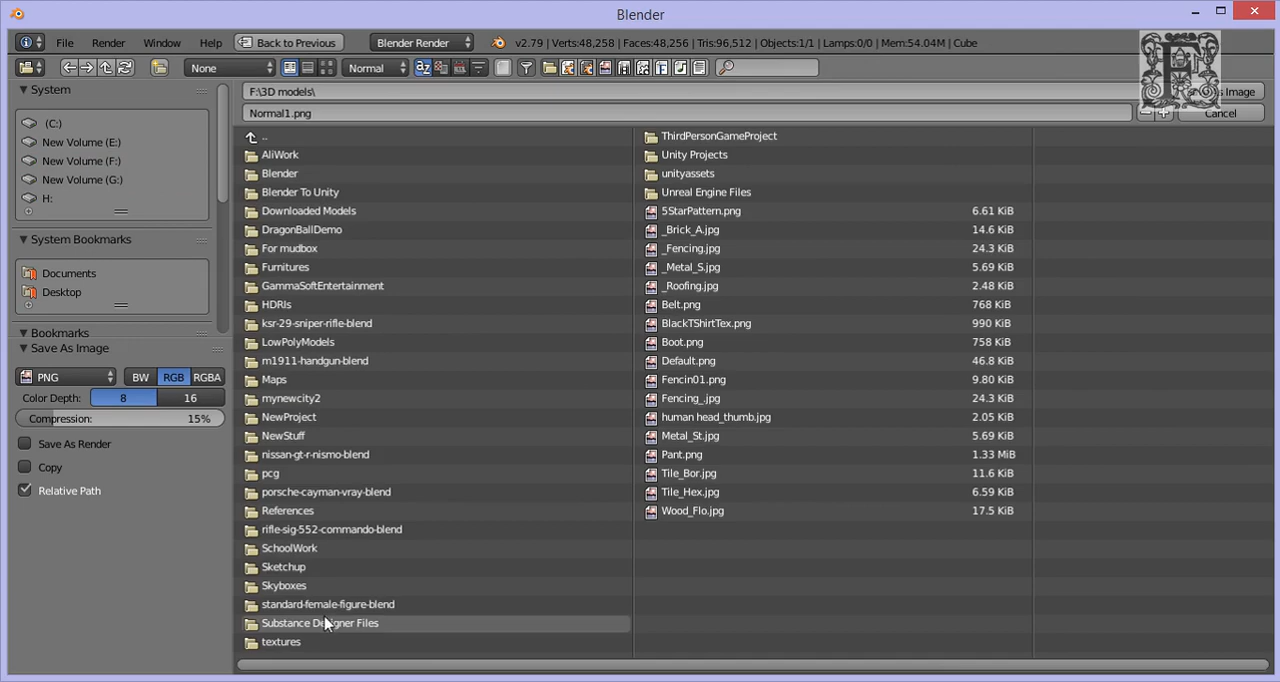 Blender
File Render Window Help Back to Previous Blender Render v2.79 | Verts:48,258 | Faces:48,256 | Tris:96,512 | Objects:1/1 | Lamps:0/0 | Mem:54.04M | Cube
None Normal
System
(C:)
New Volume (E:)
New Volume (F:)
New Volume (G:)
H:
System Bookmarks
Documents
Desktop
Bookmarks
Save As Image
PNG BW RGB RGBA
Color Depth: 8 16
Compression: 15%
Save As Render
Copy
Relative Path
F:\3D models\
Image
Normal1.png
Cancel
F
..
AliWork
Blender
Blender To Unity
Downloaded Models
DragonBallDemo
For mudbox
Furnitures
GammaSoftEntertainment
HDRIs
ksr-29-sniper-rifle-blend
LowPolyModels
m1911-handgun-blend
Maps
mynewcity2
NewProject
NewStuff
nissan-gt-r-nismo-blend
pcg
porsche-cayman-vray-blend
References
rifle-sig-552-commando-blend
SchoolWork
Sketchup
Skyboxes
standard-female-figure-blend
Substance Designer Files
textures
ThirdPersonGameProject
Unity Projects
unityassets
Unreal Engine Files
5StarPattern.png 6.61 KiB
_Brick_A.jpg 14.6 KiB
_Fencing.jpg 24.3 KiB
_Metal_S.jpg 5.69 KiB
_Roofing.jpg 2.48 KiB
Belt.png 768 KiB
BlackTShirtTex.png 990 KiB
Boot.png 758 KiB
Default.png 46.8 KiB
Fencin01.png 9.80 KiB
Fencing_.jpg 24.3 KiB
human head_thumb.jpg 2.05 KiB
Metal_St.jpg 5.69 KiB
Pant.png 1.33 MiB
Tile_Bor.jpg 11.6 KiB
Tile_Hex.jpg 6.59 KiB
Wood_Flo.jpg 17.5 KiB